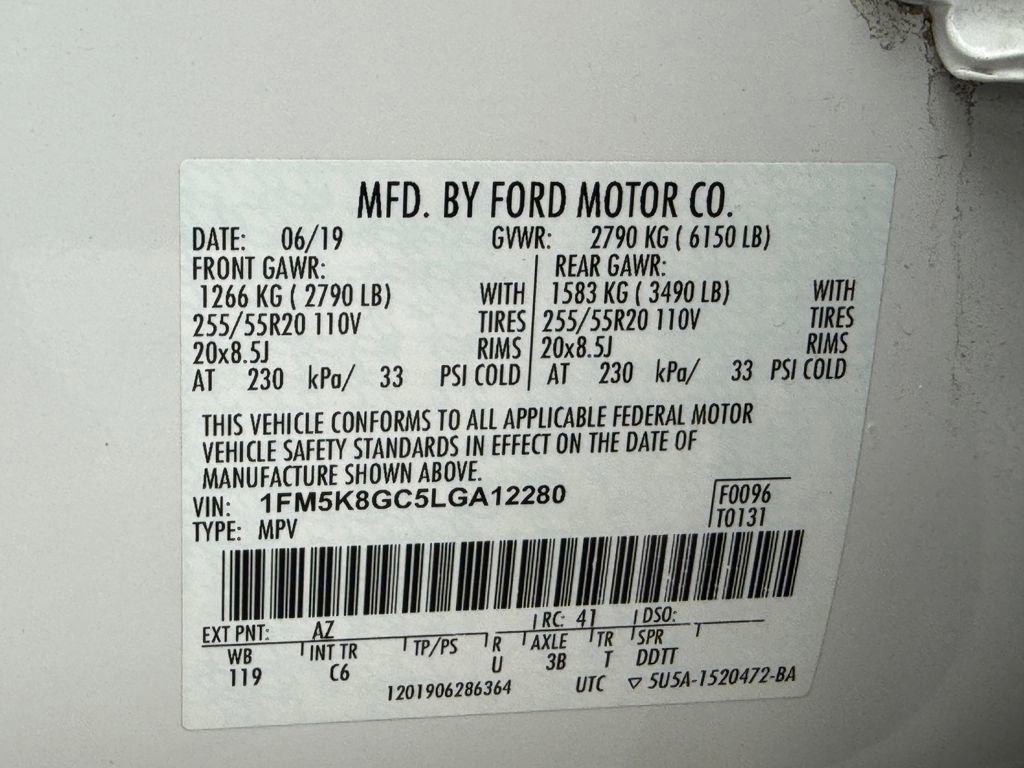 MFD. BY FORD MOTOR CO.
DATE: 06/19 GVWR: 2790 KG ( 6150 LB)
FRONT GAWR: REAR GAWR:
1266 KG ( 2790 LB) WITH 1583 KG ( 3490 LB) WITH
255/55R20 110V TIRES 255/55R20 110V TIRES
20x8.5J RIMS 20x8.5J RIMS
AT 230 kPa/ 33 PSI COLD AT 230 kPa/ 33 PSI COLD
THIS VEHICLE CONFORMS TO ALL APPLICABLE FEDERAL MOTOR
VEHICLE SAFETY STANDARDS IN EFFECT ON THE DATE OF
MANUFACTURE SHOWN ABOVE.
VIN: 1FM5K8GC5LGA12280 F0096
TYPE: MPV T0131
EXT PNT: AZ RC: 41 DSO:
WB INT TR TP/PS R AXLE TR SPR
119 C6 U 3B T DDTT
1201906286364 UTC ▽ 5U5A-1520472-BA